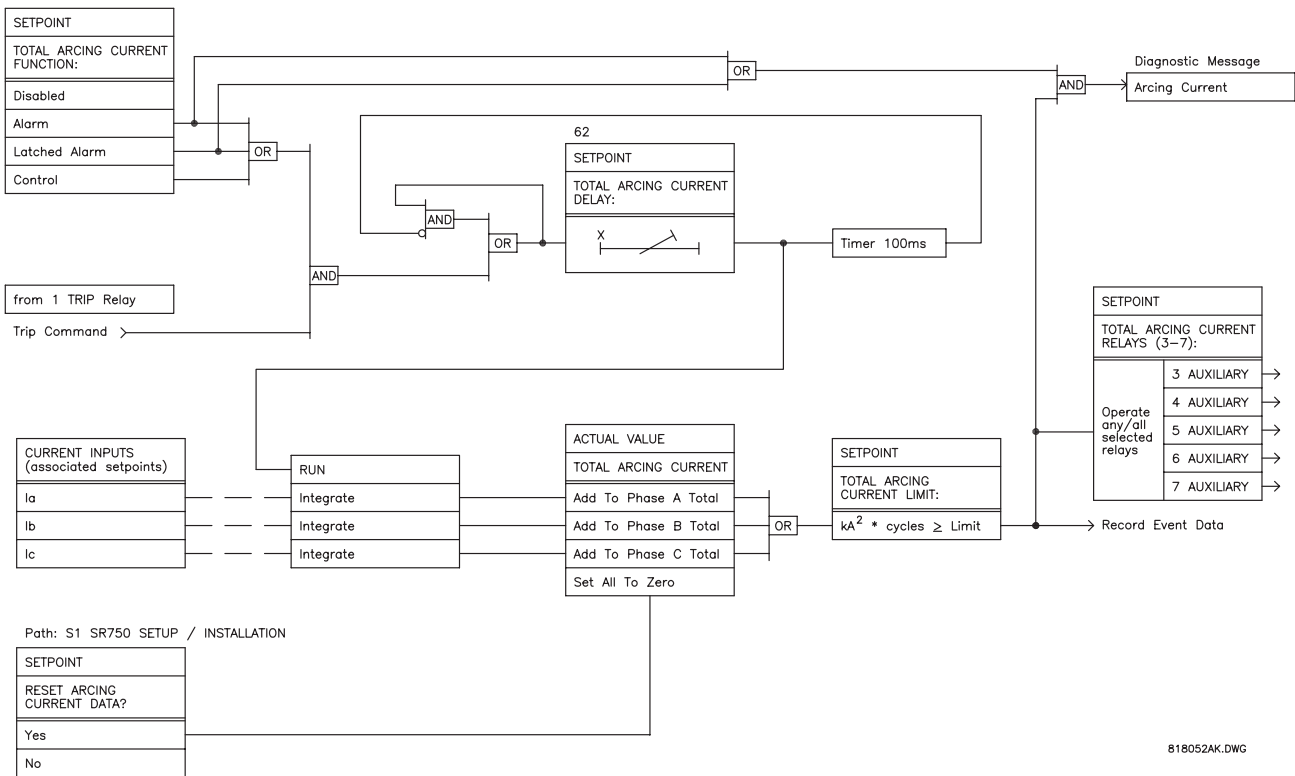 SETPOINT
TOTAL ARCING CURRENT
FUNCTION:
Disabled
Alarm
Latched Alarm
Control
OR
OR
AND
Diagnostic Message
Arcing Current
62
SETPOINT
TOTAL ARCING CURRENT
DELAY:
X
AND
OR
Timer 100ms
AND
from 1 TRIP Relay
Trip Command
SETPOINT
TOTAL ARCING CURRENT
RELAYS (3–7):
Operate
any/all
selected
relays
3 AUXILIARY
4 AUXILIARY
5 AUXILIARY
6 AUXILIARY
7 AUXILIARY
CURRENT INPUTS
(associated setpoints)
Ia
Ib
Ic
RUN
Integrate
Integrate
Integrate
ACTUAL VALUE
TOTAL ARCING CURRENT
Add To Phase A Total
Add To Phase B Total
Add To Phase C Total
Set All To Zero
OR
SETPOINT
TOTAL ARCING
CURRENT LIMIT:
kA² * cycles ≥ Limit
Record Event Data
Path: S1 SR750 SETUP / INSTALLATION
SETPOINT
RESET ARCING
CURRENT DATA?
Yes
No
818052AK.DWG